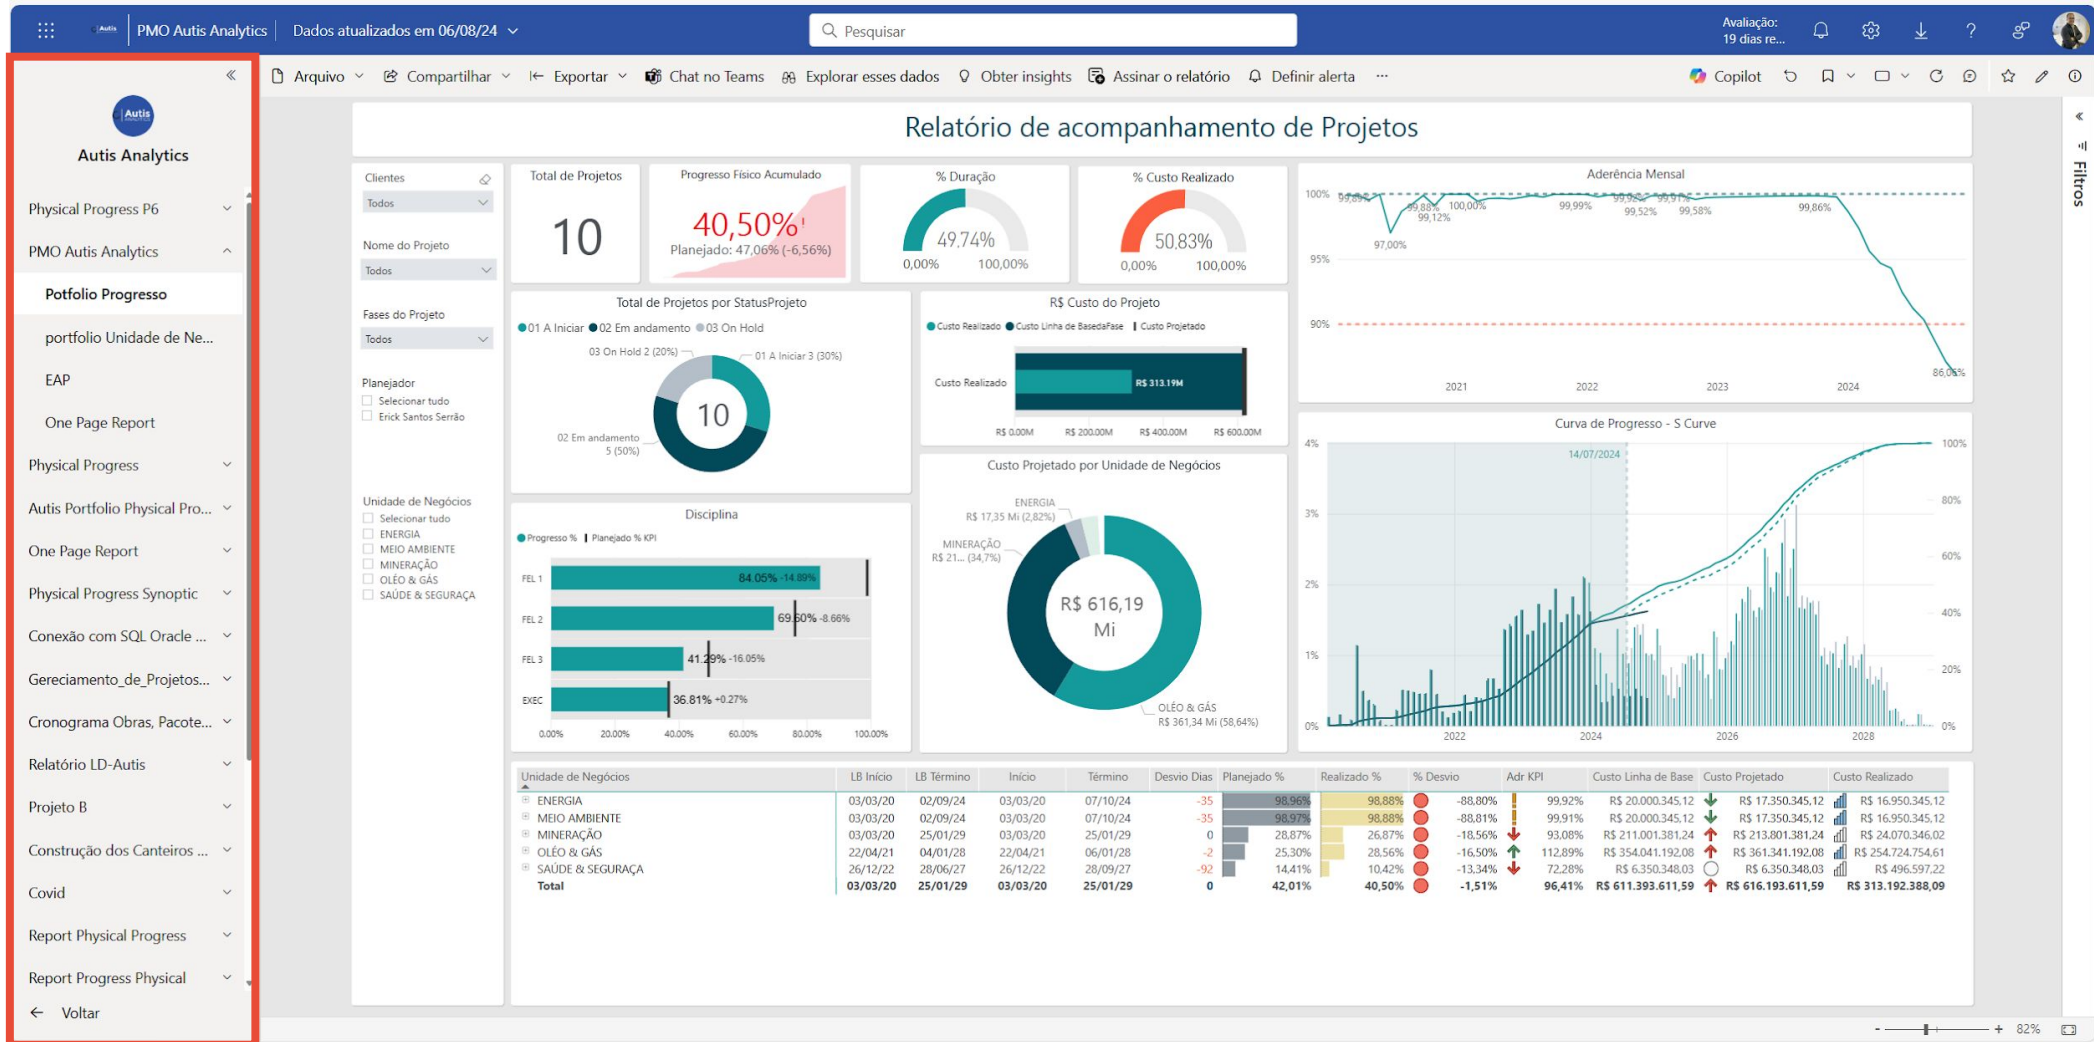 Autis
PMO Autis Analytics
Dados atualizados em 06/08/24
Pesquisar
Avaliação:
19 dias re...
Arquivo
Compartilhar
Exportar
Chat no Teams
Explorar esses dados
Obter insights
Assinar o relatório
Definir alerta
Copilot
Autis
Autis Analytics
Physical Progress P6
PMO Autis Analytics
Potfolio Progresso
portfolio Unidade de Ne...
EAP
One Page Report
Physical Progress
Autis Portfolio Physical Pro...
One Page Report
Physical Progress Synoptic
Conexão com SQL Oracle ...
Gereciamento_de_Projetos...
Cronograma Obras, Pacote...
Relatório LD-Autis
Projeto B
Construção dos Canteiros ...
Covid
Report Physical Progress
Report Progress Physical
Voltar
Relatório de acompanhamento de Projetos
Clientes
Todos
Nome do Projeto
Todos
Fases do Projeto
Todos
Planejador
Selecionar tudo
Erick Santos Serrão
Unidade de Negócios
Selecionar tudo
ENERGIA
MEIO AMBIENTE
MINERAÇÃO
OLÉO & GÁS
SAÚDE & SEGURAÇA
Total de Projetos
10
Progresso Físico Acumulado
40,50%!
Planejado: 47,06% (-6,56%)
% Duração
49,74%
0,00% 100,00%
% Custo Realizado
50,83%
0,00% 100,00%
Total de Projetos por StatusProjeto
01 A Iniciar 02 Em andamento 03 On Hold
03 On Hold 2 (20%)
01 A Iniciar 3 (30%)
10
02 Em andamento
5 (50%)
R$ Custo do Projeto
Custo Realizado Custo Linha de BasedaFase Custo Projetado
Custo Realizado
R$ 313.19M
R$ 0.00M R$ 200.00M R$ 400.00M R$ 600.00M
Disciplina
Progresso % Planejado % KPI
FEL 1 84.05% -14.89%
FEL 2 69.60% -8.66%
FEL 3 41.29% -16.05%
EXEC 36.81% +0.27%
0.00% 20.00% 40.00% 60.00% 80.00% 100.00%
Custo Projetado por Unidade de Negócios
ENERGIA
R$ 17,35 Mi (2,82%)
MINERAÇÃO
R$ 21... (34,7%)
R$ 616,19
Mi
OLÉO & GÁS
R$ 361,34 Mi (58,64%)
Aderência Mensal
100%
99,89%
97,00%
99,88%
99,12%
100,00%
99,99%
99,92%
99,52%
99,91%
99,58%
99,86%
95%
90%
86,06%
2021 2022 2023 2024
Curva de Progresso - S Curve
14/07/2024
4% 100%
80%
3%
60%
2%
40%
1%
20%
0% 0%
2022 2024 2026 2028
Unidade de Negócios LB Início LB Término Início Término Desvio Dias Planejado % Realizado % % Desvio Adr KPI Custo Linha de Base Custo Projetado Custo Realizado
ENERGIA 03/03/20 02/09/24 03/03/20 07/10/24 -35 98,96% 98,88% -88,80% 99,92% R$ 20.000.345,12 R$ 17.350.345,12 R$ 16.950.345,12
MEIO AMBIENTE 03/03/20 02/09/24 03/03/20 07/10/24 -35 98,97% 98,88% -88,81% 99,91% R$ 20.000.345,12 R$ 17.350.345,12 R$ 16.950.345,12
MINERAÇÃO 03/03/20 25/01/29 03/03/20 25/01/29 0 28,87% 26,87% -18,56% 93,08% R$ 211.001.381,24 R$ 213.801.381,24 R$ 24.070.346,02
OLÉO & GÁS 22/04/21 04/01/28 22/04/21 06/01/28 -2 25,30% 28,56% -16,50% 112,89% R$ 354.041.192,08 R$ 361.341.192,08 R$ 254.724.754,61
SAÚDE & SEGURAÇA 26/12/22 28/06/27 26/12/22 28/09/27 -92 14,41% 10,42% -13,34% 72,28% R$ 6.350.348,03 R$ 6.350.348,03 R$ 496.597,22
Total 03/03/20 25/01/29 03/03/20 25/01/29 0 42,01% 40,50% -1,51% 96,41% R$ 611.393.611,59 R$ 616.193.611,59 R$ 313.192.388,09
Filtros
82%